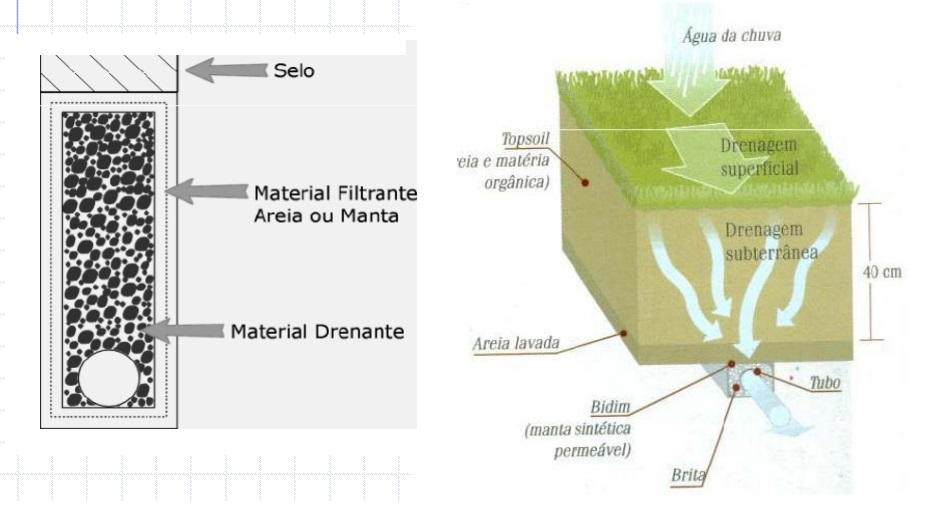 Selo
Material Filtrante
Areia ou Manta
Material Drenante
Água da chuva
Topsoil
eia e matéria
orgânica)
Drenagem
superficial
Drenagem
subterrânea
40 cm
Areia lavada
Bidim
(manta sintética
permeável)
Tubo
Brita